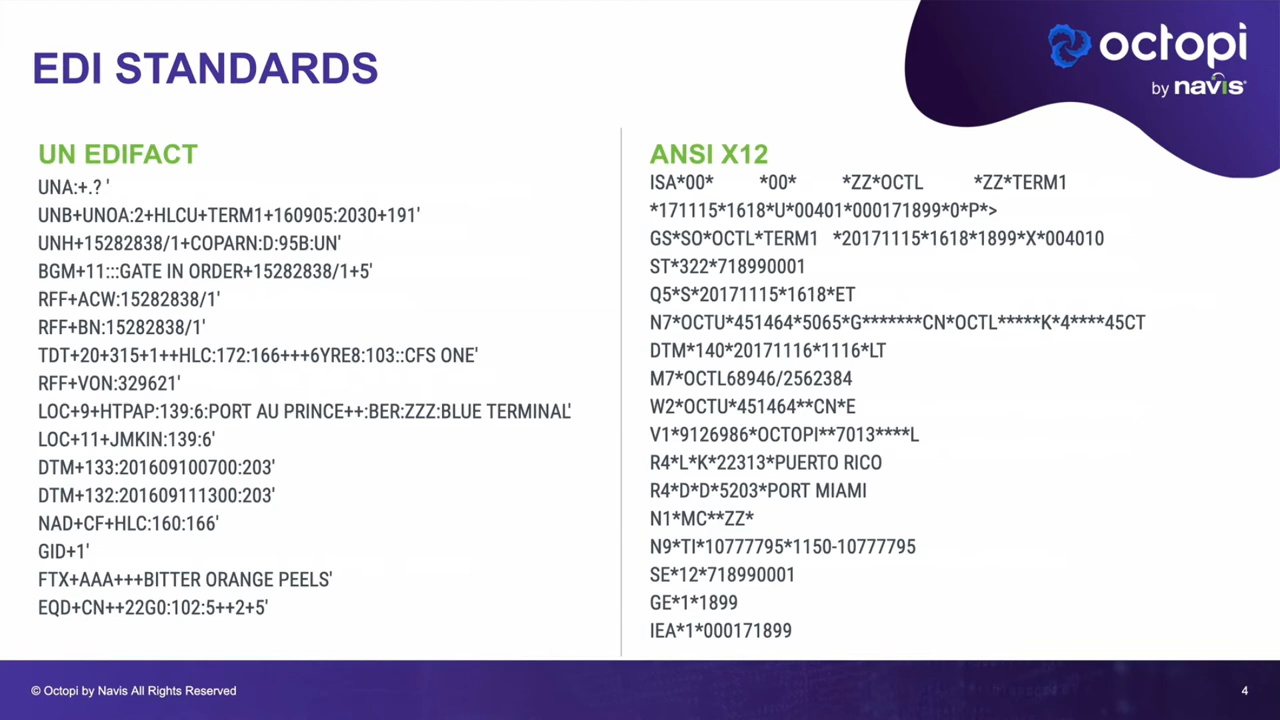 EDI STANDARDS
octopi
by navis
UN EDIFACT
UNA:+.? '
UNB+UNOA:2+HLCU+TERM1+160905:2030+191'
UNH+15282838/1+COPARN:D:95B:UN'
BGM+11:::GATE IN ORDER+15282838/1+5'
RFF+ACW:15282838/1'
RFF+BN:15282838/1'
TDT+20+315+1++HLC:172:166+++6YRE8:103::CFS ONE'
RFF+VON:329621'
LOC+9+HTPAP:139:6:PORT AU PRINCE++:BER:ZZZ:BLUE TERMINAL'
LOC+11+JMKIN:139:6'
DTM+133:201609100700:203'
DTM+132:201609111300:203'
NAD+CF+HLC:160:166'
GID+1'
FTX+AAA+++BITTER ORANGE PEELS'
EQD+CN++22G0:102:5++2+5'
ANSI X12
ISA*00*          *00*          *ZZ*OCTL           *ZZ*TERM1
*171115*1618*U*00401*000171899*0*P*>
GS*SO*OCTL*TERM1   *20171115*1618*1899*X*004010
ST*322*718990001
Q5*S*20171115*1618*ET
N7*OCTU*451464*5065*G*******CN*OCTL*****K*4****45CT
DTM*140*20171116*1116*LT
M7*OCTL68946/2562384
W2*OCTU*451464**CN*E
V1*9126986*OCTOPI**7013****L
R4*L*K*22313*PUERTO RICO
R4*D*D*5203*PORT MIAMI
N1*MC**ZZ*
N9*TI*10777795*1150-10777795
SE*12*718990001
GE*1*1899
IEA*1*000171899
© Octopi by Navis All Rights Reserved
4